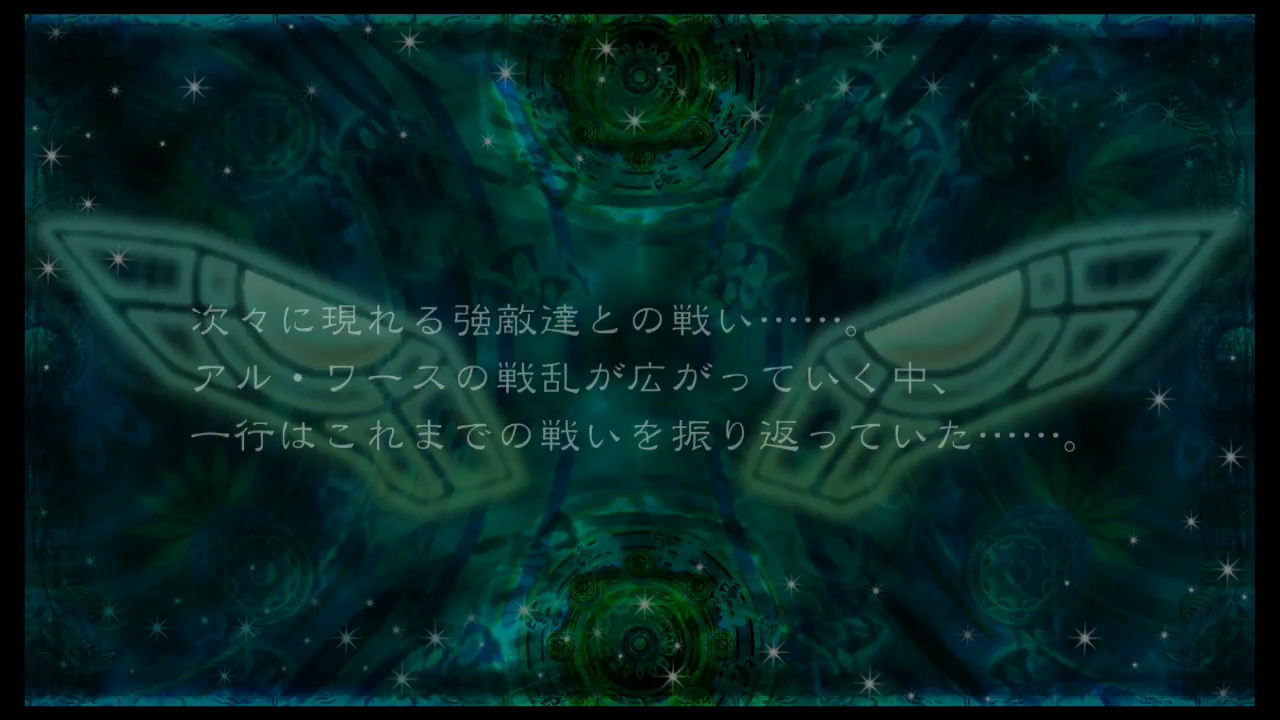 次々に現れる強敵達との戦い……。
アル・ワースの戦乱が広がっていく中、
一行はこれまでの戦いを振り返っていた……。